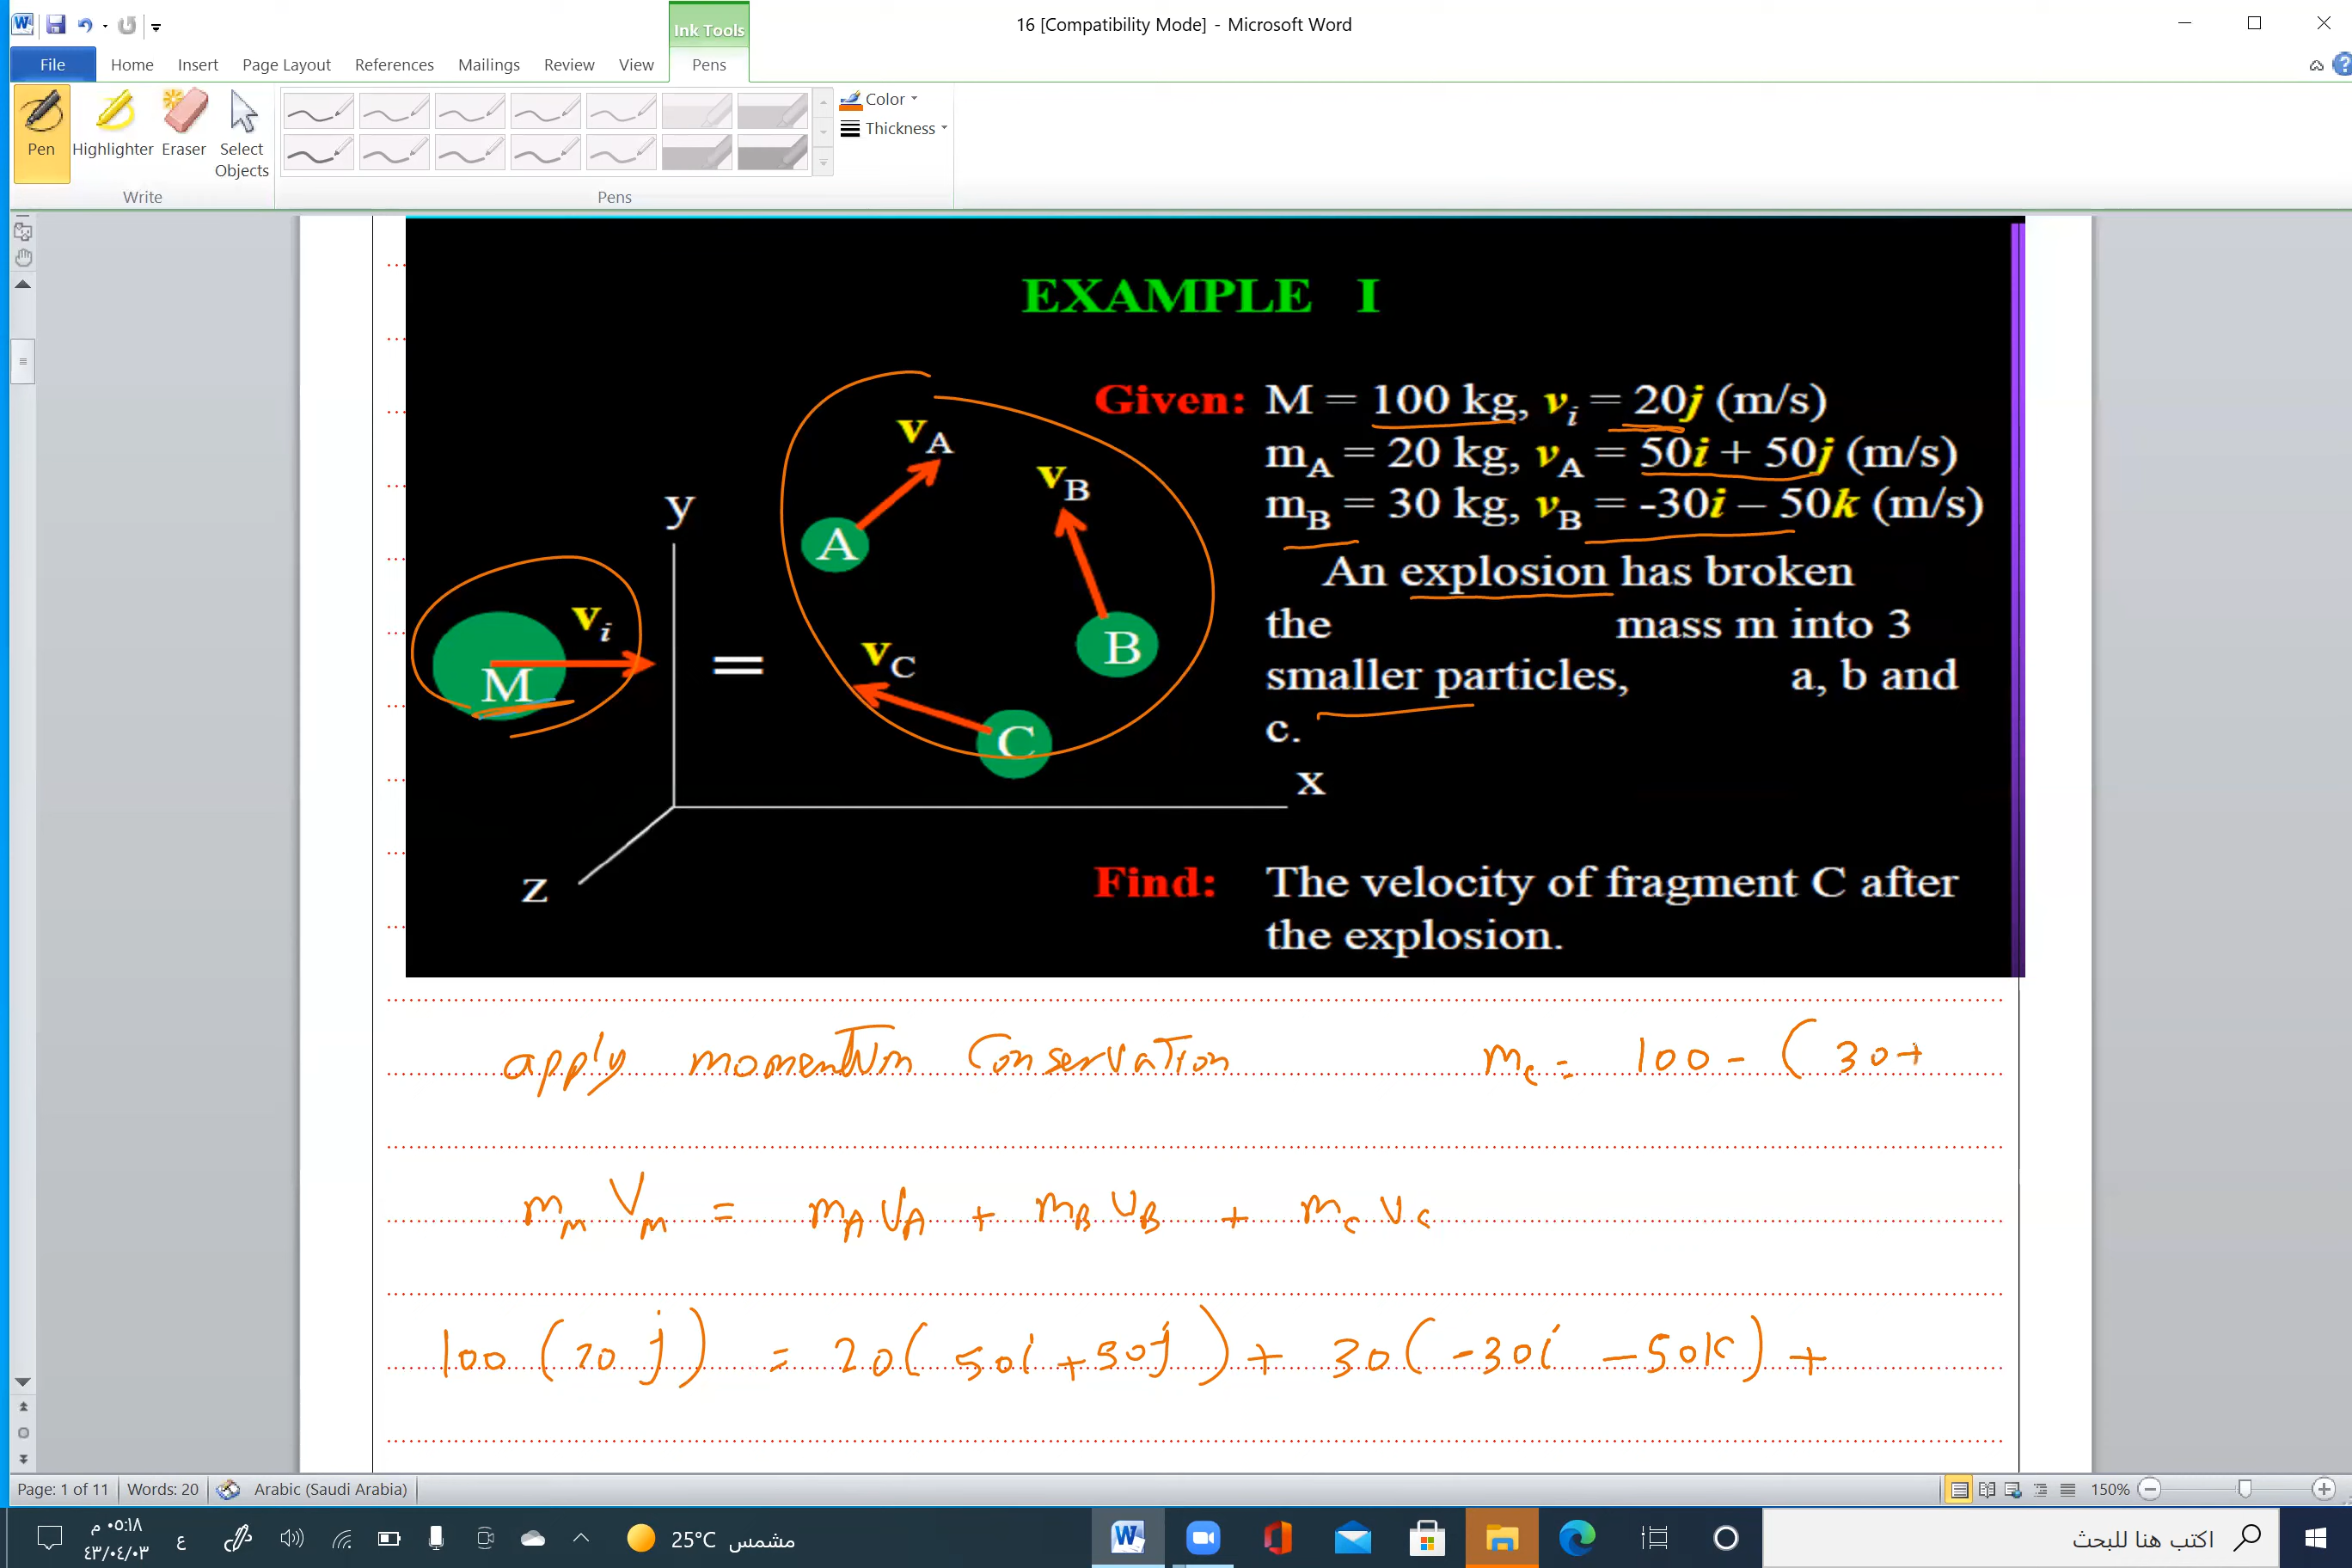 16 [Compatibility Mode] - Microsoft Word
Ink Tools
File Home Insert Page Layout References Mailings Review View Pens
Pen Highlighter Eraser Select Objects
Color
Thickness
Write Pens
EXAMPLE I
Given: M = 100 kg, vi = 20j (m/s)
mA = 20 kg, vA = 50i + 50j (m/s)
mB = 30 kg, vB = -30i – 50k (m/s)
An explosion has broken
the mass m into 3
smaller particles, a, b and
c.
y
vA
vB
A
vi
M
=
vC
B
C
x
z
Find: The velocity of fragment C after
the explosion.
apply momentum Conservation mc = 100 - ( 30+
mM VM = mA VA + mB VB + mc vc
100 (20 j) = 20( 50i +50j ) + 30( -30i -50k) +
Page: 1 of 11 Words: 20 Arabic (Saudi Arabia) 150%
٠٥:١٨ م
٤٣/٠٤/٠٣
ع
25°C مشمس
اكتب هنا للبحث